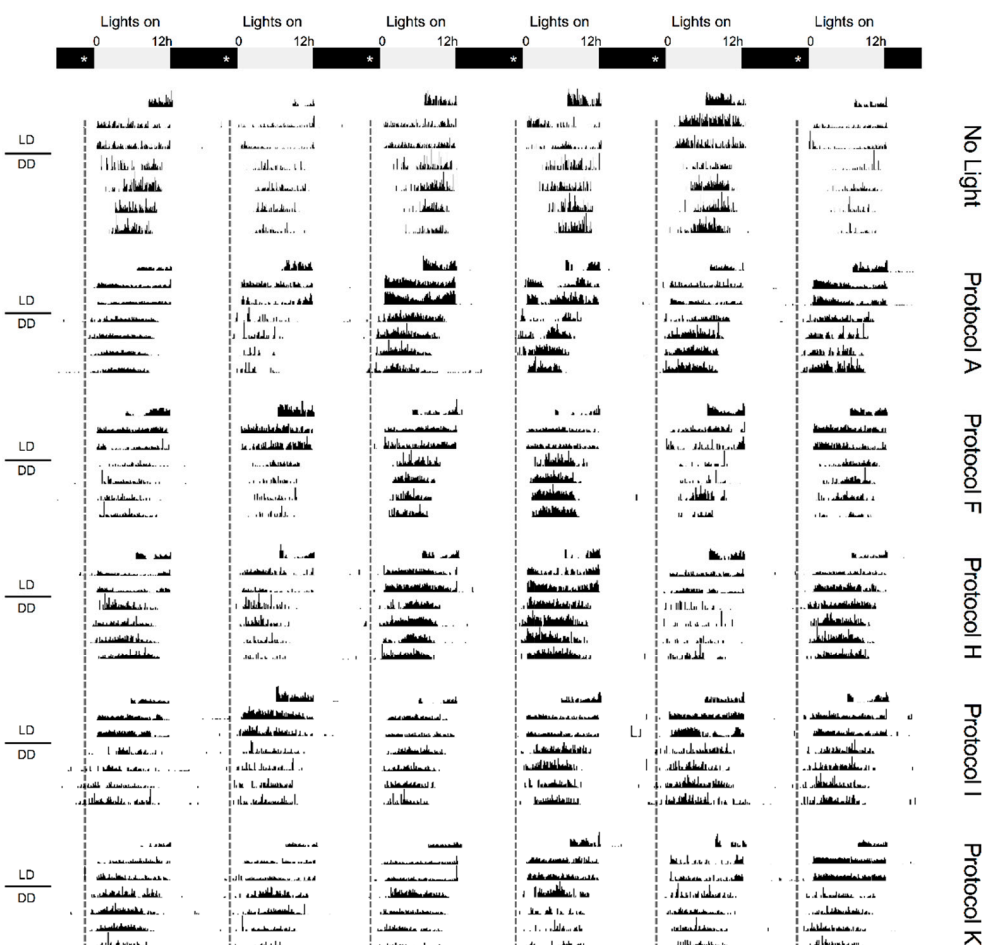 Lights on Lights on Lights on Lights on Lights on Lights on
0 12h 0 12h 0 12h 0 12h 0 12h 0 12h
* * * * * *
No Light
LD
DD
Protocol A
LD
DD
Protocol F
LD
DD
Protocol H
LD
DD
Protocol I
LD
DD
Protocol K
LD
DD